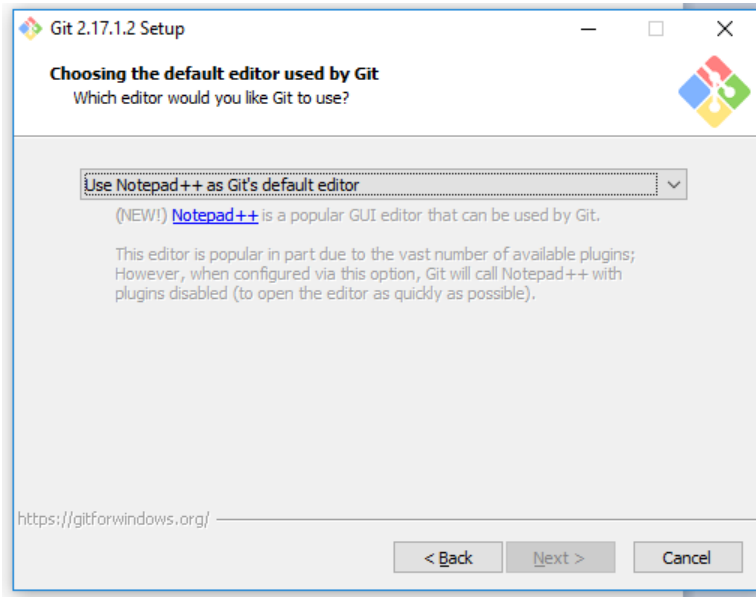 Git 2.17.1.2 Setup
Choosing the default editor used by Git
Which editor would you like Git to use?
Use Notepad++ as Git's default editor
(NEW!) Notepad++ is a popular GUI editor that can be used by Git.
This editor is popular in part due to the vast number of available plugins;
However, when configured via this option, Git will call Notepad++ with
plugins disabled (to open the editor as quickly as possible).
https://gitforwindows.org/
< Back Next > Cancel